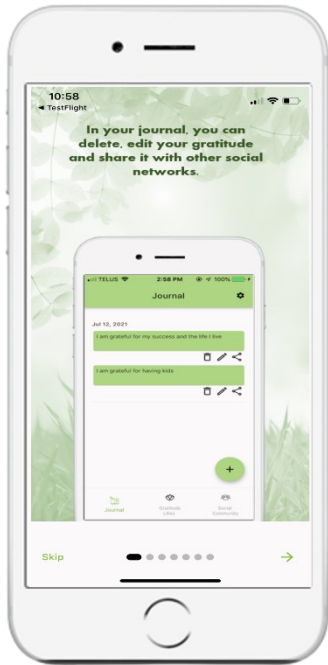 10:58
TestFlight
In your journal, you can
delete, edit your gratitude
and share it with other social
networks.
TELUS 2:58 PM 100%
Journal
Jul 12, 2021
I am grateful for my success and the life I live
I am grateful for having kids
+
Journal
Gratitude
Lites
Social
Community
Skip